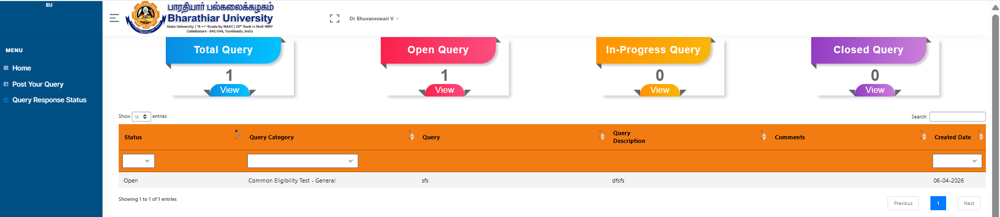 BU
பாரதியார் பல்கலைக்கழகம்
Bharathiar University
State University | "A ++" Grade by NAAC | 21st Rank in MoE-NIRF
Coimbatore - 641 046, Tamilnadu, India
Dr Bhuvaneswari V
MENU
Home
Post Your Query
Query Response Status
Total Query
1
View
Open Query
1
View
In-Progress Query
0
View
Closed Query
0
View
Show 10 entries
Search:
Status Query Category Query Query Description Comments Created Date
Open Common Eligibility Test - General sfs dfsfs 06-04-2026
Showing 1 to 1 of 1 entries
Previous 1 Next